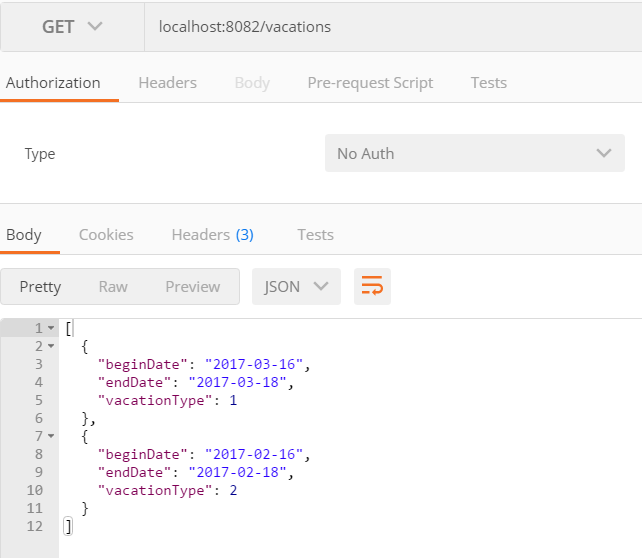 GET localhost:8082/vacations
Authorization Headers Body Pre-request Script Tests
Type No Auth
Body Cookies Headers (3) Tests
Pretty Raw Preview JSON
1 [
2 {
3 "beginDate": "2017-03-16",
4 "endDate": "2017-03-18",
5 "vacationType": 1
6 },
7 {
8 "beginDate": "2017-02-16",
9 "endDate": "2017-02-18",
10 "vacationType": 2
11 }
12 ]